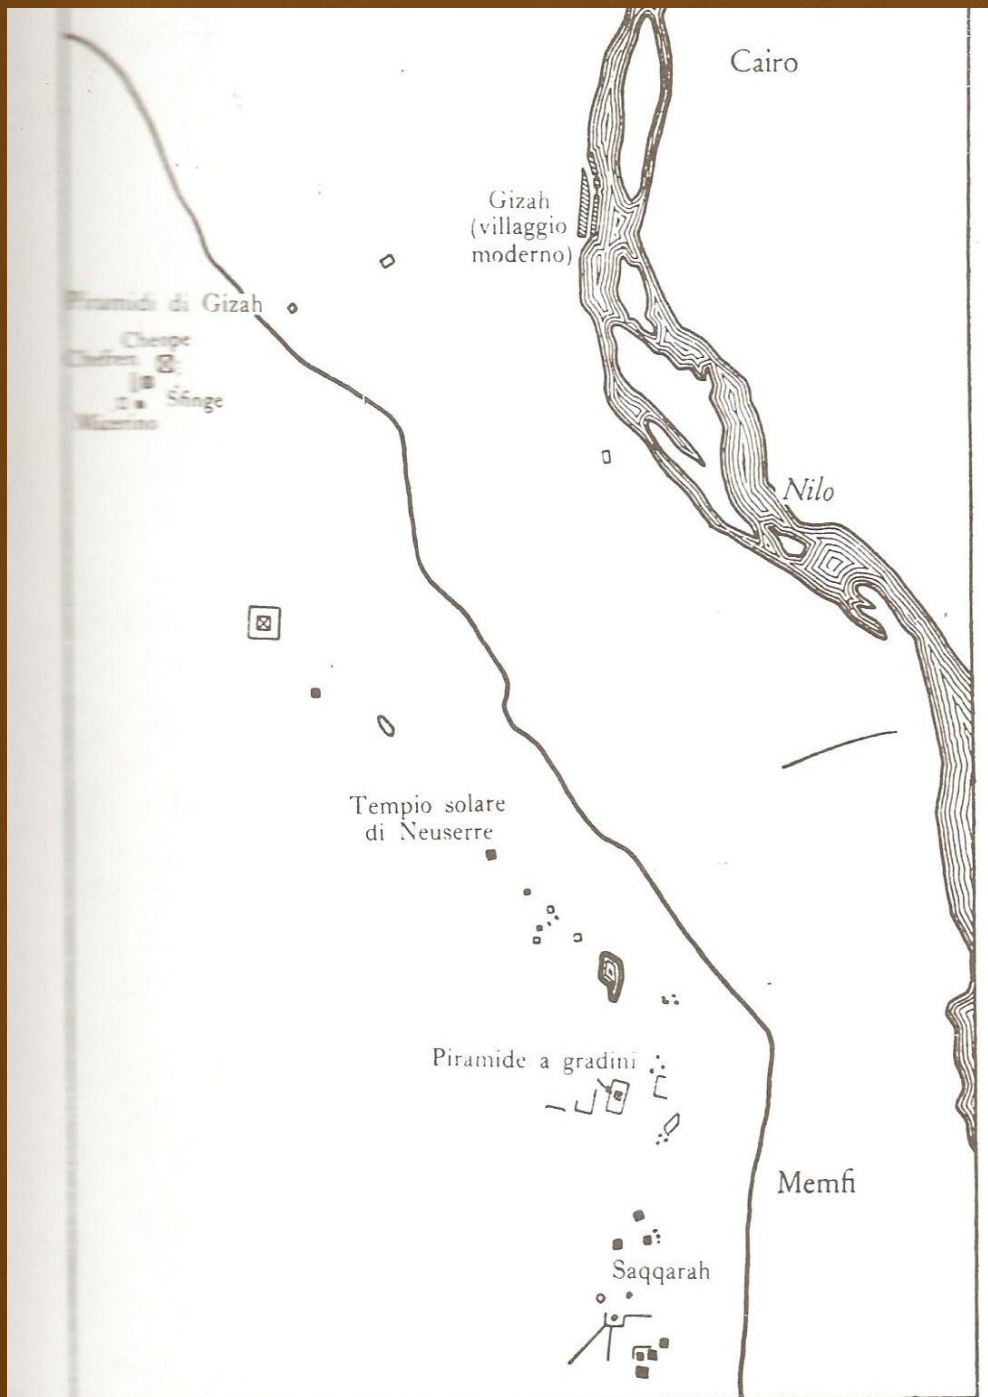 Cairo
Gizah
(villaggio
moderno)
Piramidi di Gizah
Cheope
Chefren
Sfinge
Nilo
Tempio solare
di Neuserre
Piramide a gradini
Memfi
Saqqarah